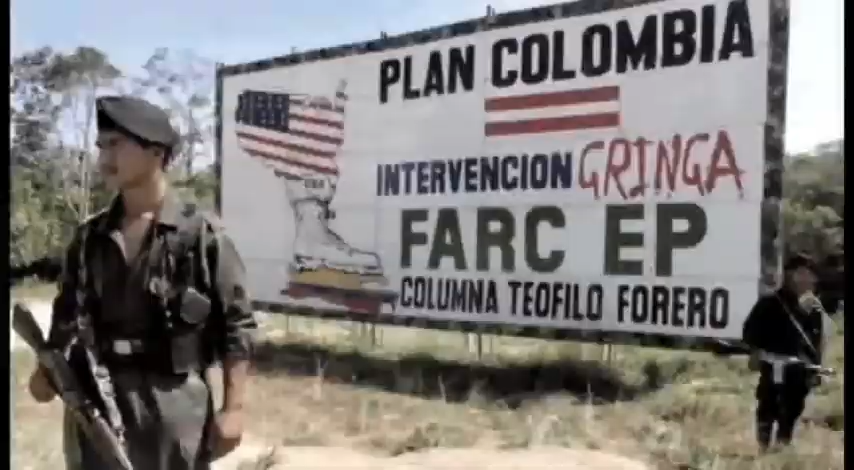 PLAN COLOMBIA
INTERVENCION GRINGA
FARC EP
COLUMNA TEOFILO FORERO